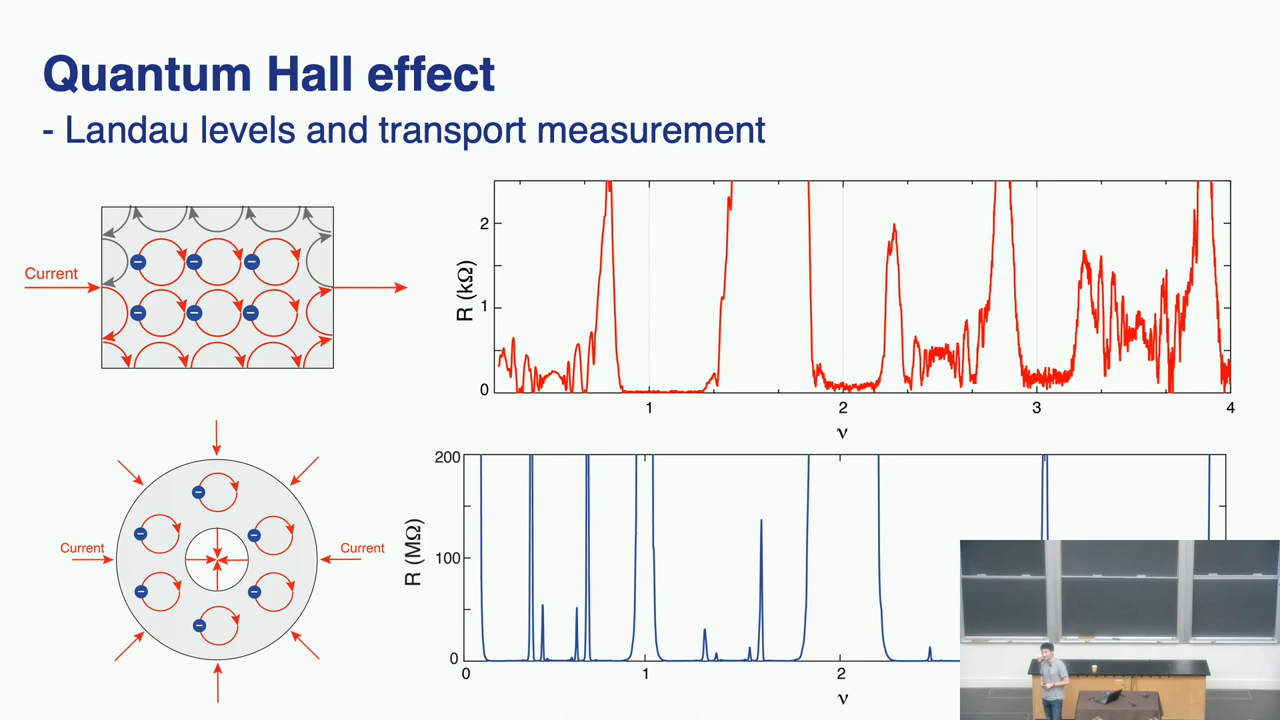 Quantum Hall effect
- Landau levels and transport measurement
Current
R (kΩ)
2
1
0
1
2
3
4
ν
Current
Current
R (MΩ)
200
100
0
0
1
2
ν